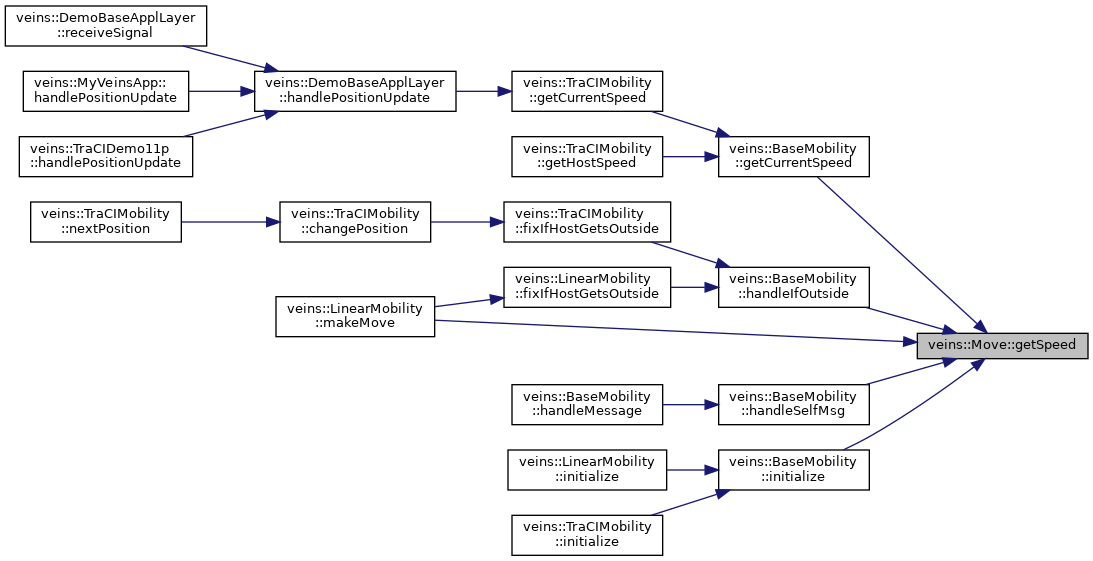 veins::DemoBaseApplLayer
::receiveSignal
veins::MyVeinsApp::
handlePositionUpdate
veins::TraCIDemo11p
::handlePositionUpdate
veins::DemoBaseApplLayer
::handlePositionUpdate
veins::TraCIMobility
::getCurrentSpeed
veins::TraCIMobility
::getHostSpeed
veins::BaseMobility
::getCurrentSpeed
veins::TraCIMobility
::nextPosition
veins::TraCIMobility
::changePosition
veins::TraCIMobility
::fixIfHostGetsOutside
veins::LinearMobility
::fixIfHostGetsOutside
veins::BaseMobility
::handleIfOutside
veins::LinearMobility
::makeMove
veins::Move::getSpeed
veins::BaseMobility
::handleMessage
veins::BaseMobility
::handleSelfMsg
veins::LinearMobility
::initialize
veins::BaseMobility
::initialize
veins::TraCIMobility
::initialize